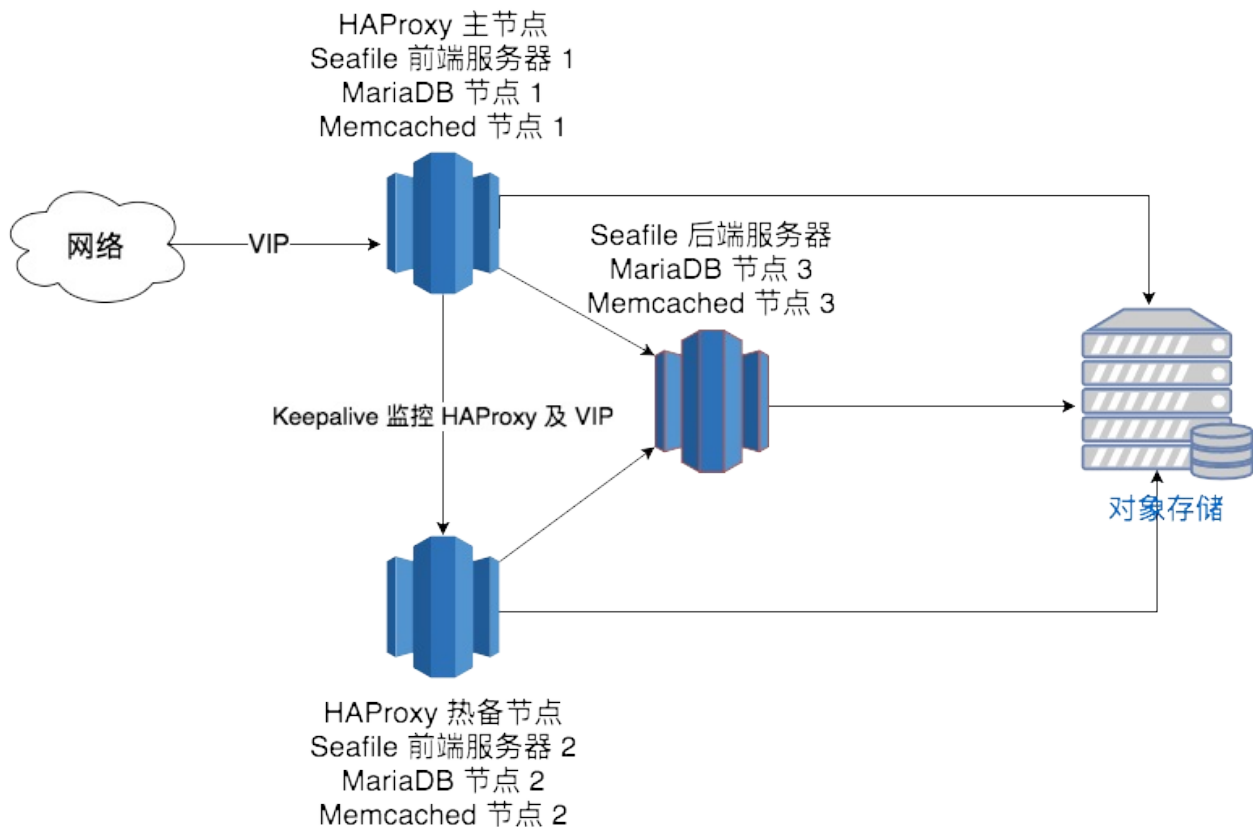 HAProxy 主节点
Seafile 前端服务器 1
MariaDB 节点 1
Memcached 节点 1
网络
VIP
Seafile 后端服务器
MariaDB 节点 3
Memcached 节点 3
Keepalive 监控 HAProxy 及 VIP
对象存储
HAProxy 热备节点
Seafile 前端服务器 2
MariaDB 节点 2
Memcached 节点 2